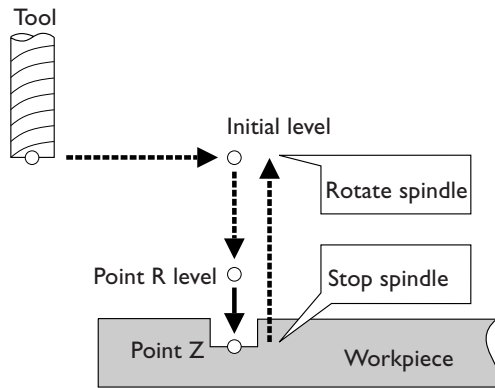 Tool
Initial level
Rotate spindle
Point R level
Stop spindle
Point Z
Workpiece